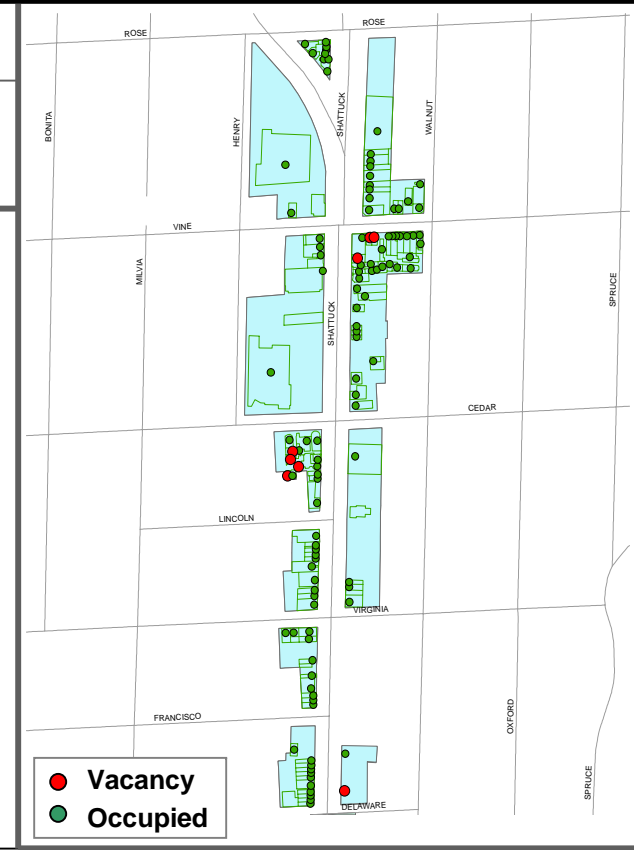 ROSE
ROSE
BONITA
HENRY
SHATTUCK
WALNUT
VINE
MILVIA
SHATTUCK
SPRUCE
CEDAR
LINCOLN
VIRGINIA
FRANCISCO
OXFORD
SPRUCE
DELAWARE
Vacancy
Occupied